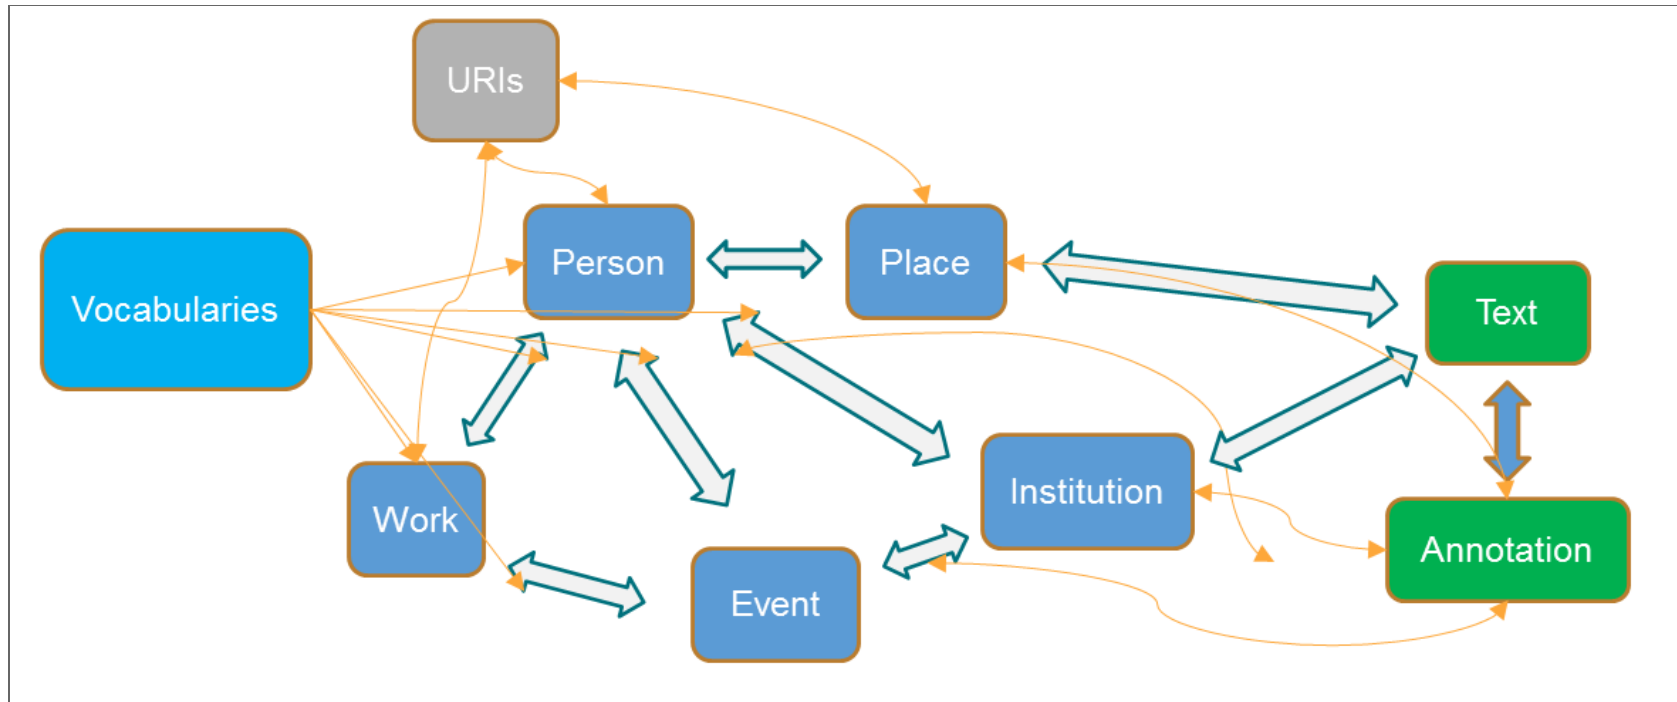 URIs
Person
Place
Vocabularies
Text
Work
Institution
Annotation
Event